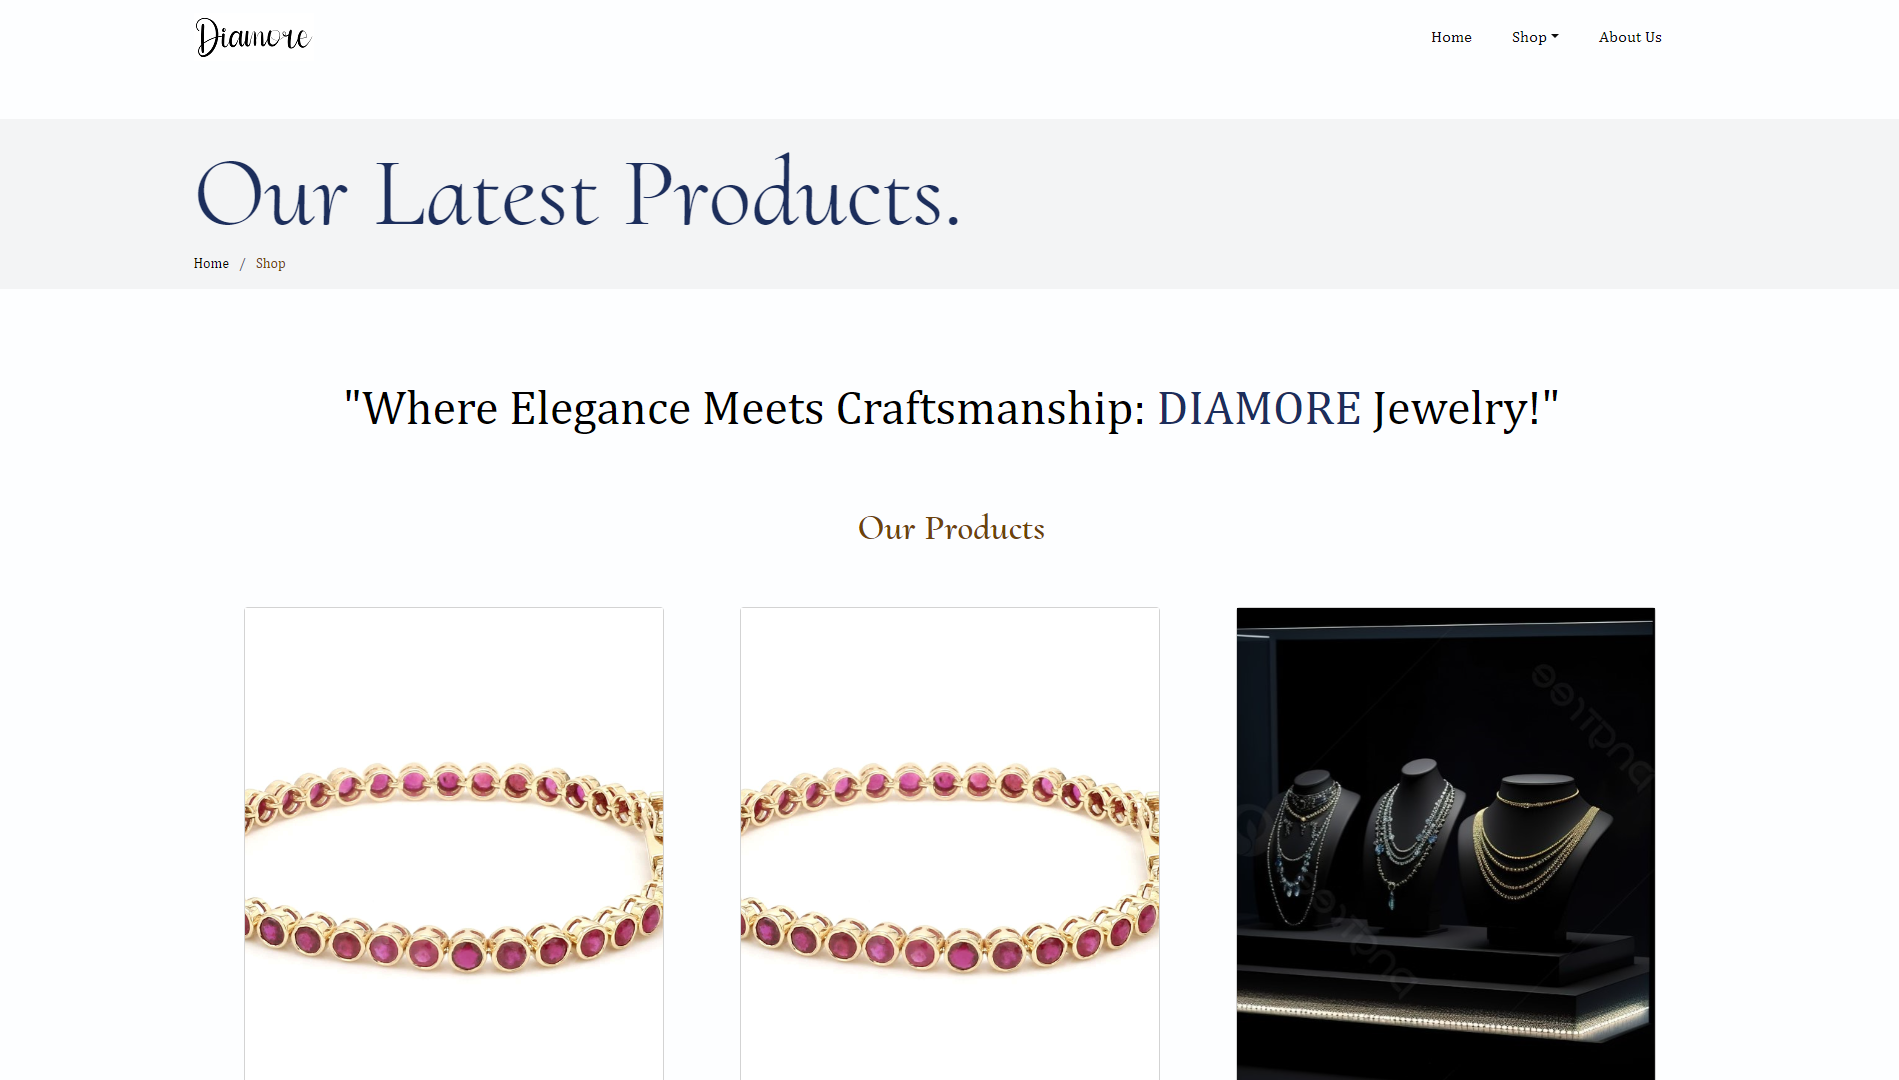 Diamore
Home Shop About Us
Our Latest Products.
Home / Shop
"Where Elegance Meets Craftsmanship: DIAMORE Jewelry!"
Our Products
pngtree
pngtree